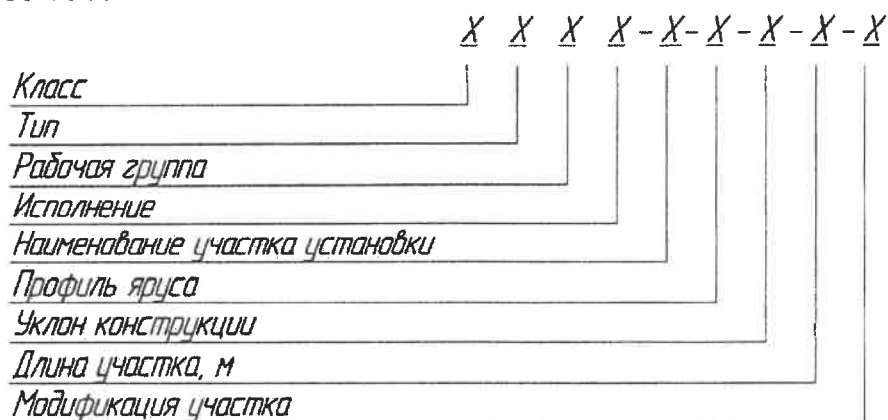 X X X X - X - X - X - X - X
Класс
Тип
Рабочая группа
Исполнение
Наименование участка установки
Профиль яруса
Уклон конструкции
Длина участка, м
Модификация участка